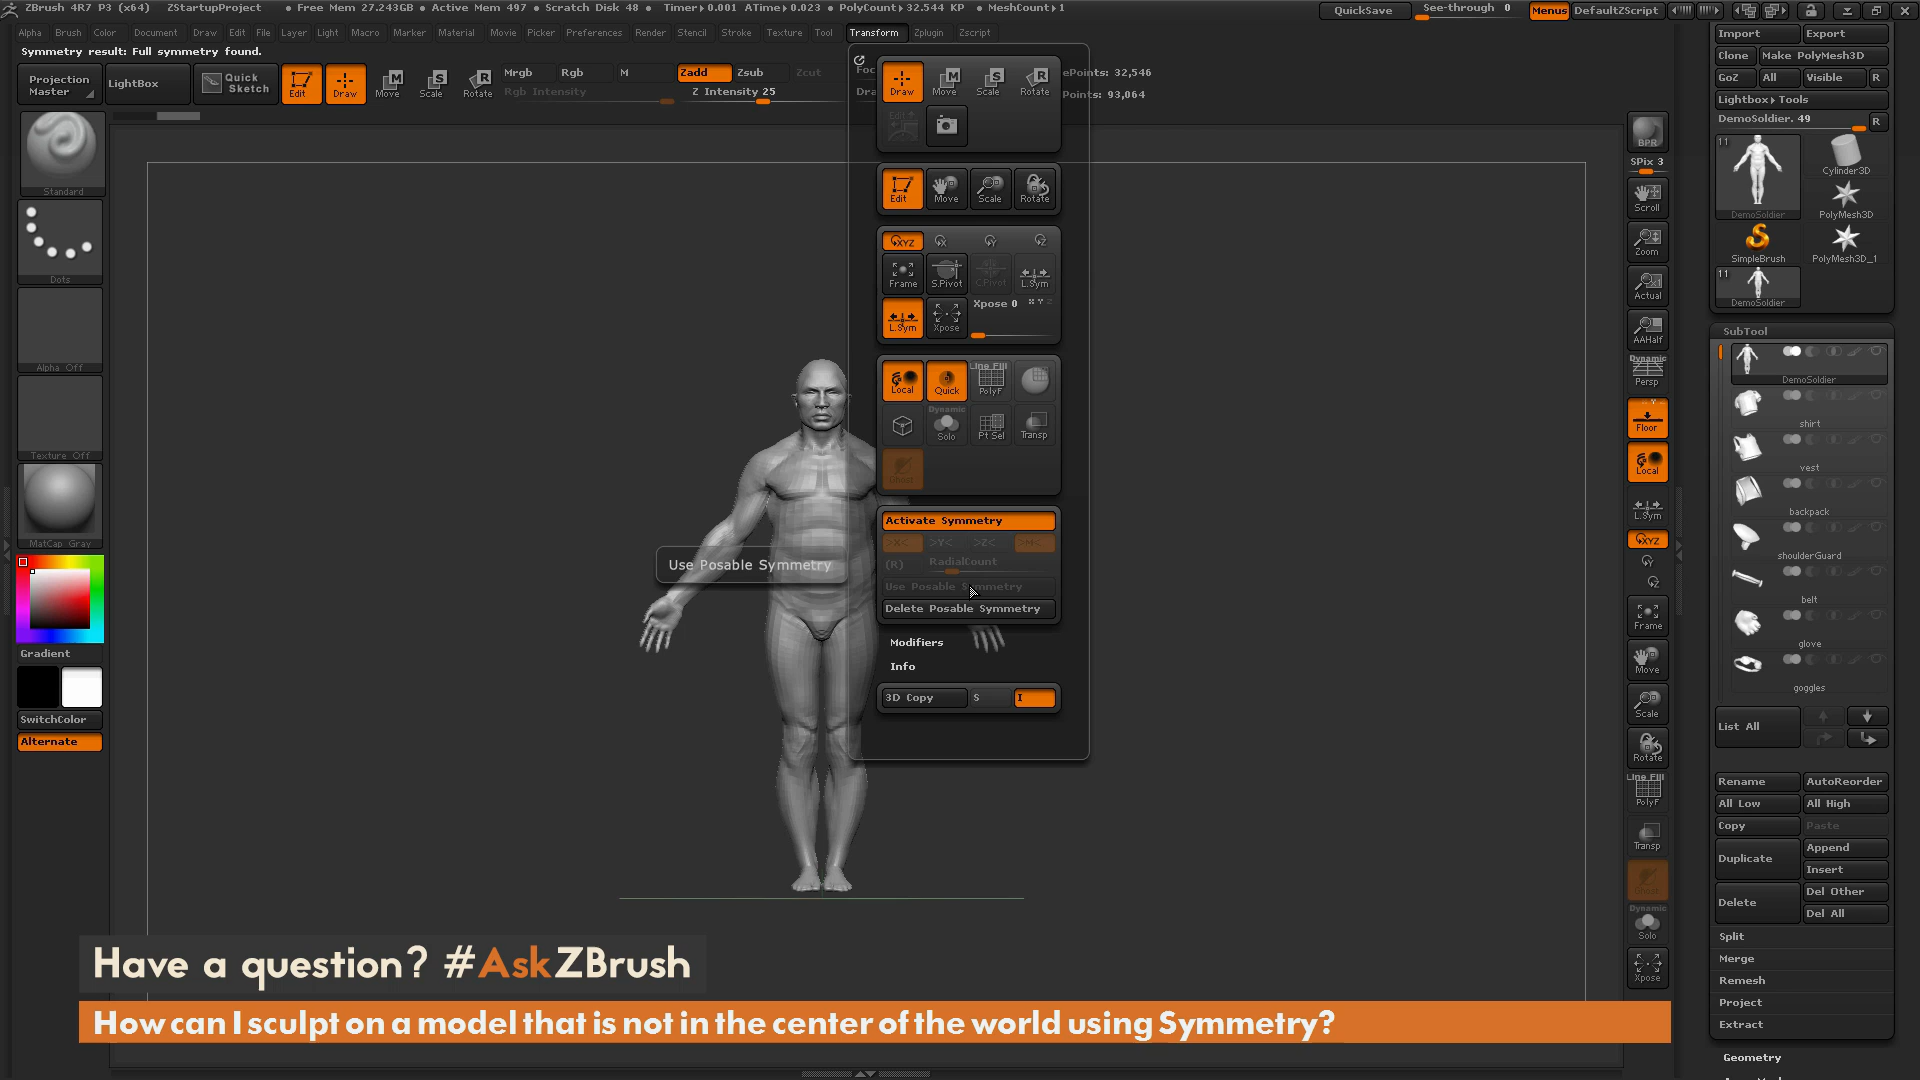 ZBrush 4R7 P3 (x64) ZStartupProject • Free Mem 27.243GB • Active Mem 497 • Scratch Disk 48 • Timer▸0.001 ATime▸0.023 • PolyCount▸32.544 KP • MeshCount▸1 QuickSave See-through 0 Menus DefaultZScript
Alpha Brush Color Document Draw Edit File Layer Light Macro Marker Material Movie Picker Preferences Render Stencil Stroke Texture Tool Transform Zplugin Zscript
Symmetry result: Full symmetry found.
Projection Master
LightBox
Quick Sketch
Edit Draw Move Scale Rotate
Mrgb Rgb M Zadd Zsub Zcut
Rgb Intensity Z Intensity 25
ePoints: 32,546
Points: 93,064
Standard
Dots
Alpha Off
Texture Off
MatCap Gray
Gradient
SwitchColor
Alternate
Draw Move Scale Rotate
Edit Move Scale Rotate
XYZ X Y Z
Frame S.Pivot C.Pivot L.Sym
L.Sym Xpose Xpose 0
Local Quick Line Fill PolyF
Dynamic Solo Pt Sel Transp
Ghost
Activate Symmetry
>X< >Y< >Z< >M<
(R) RadialCount
Use Posable Symmetry
Delete Posable Symmetry
Modifiers
Info
3D Copy S I
Use Posable Symmetry
BPR
SPix 3
Scroll
Zoom
Actual
AAHalf
Dynamic
Persp
Floor
Local
L.Sym
XYZ
Frame
Move
Scale
Rotate
Line Fill
PolyF
Transp
Ghost
Dynamic
Solo
Xpose
Import Export
Clone Make PolyMesh3D
GoZ All Visible R
Lightbox▸Tools
DemoSoldier. 49 R
11
DemoSoldier
Cylinder3D
PolyMesh3D
SimpleBrush PolyMesh3D_1
11
DemoSoldier
SubTool
DemoSoldier
shirt
vest
backpack
shoulderGuard
belt
glove
goggles
List All
Rename AutoReorder
All Low All High
Copy Paste
Duplicate Append
Insert
Delete Del Other
Del All
Split
Merge
Remesh
Project
Extract
Geometry
Have a question? #AskZBrush
How can I sculpt on a model that is not in the center of the world using Symmetry?